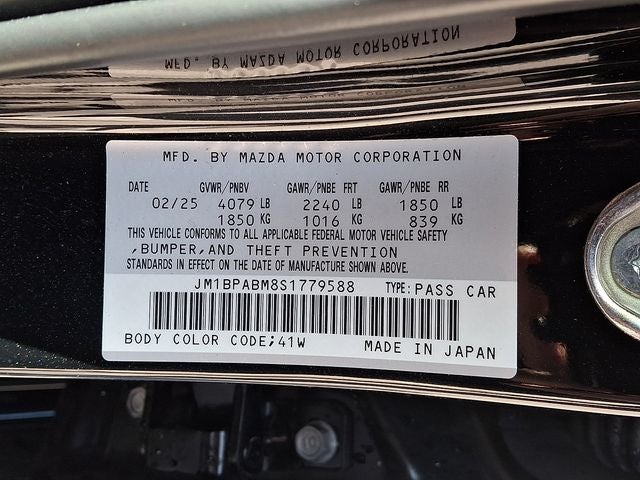 MFD. BY MAZDA MOTOR CORPORATION
MFD. BY MAZDA MOTOR CORPORATION
DATE GVWR/PNBV GAWR/PNBE FRT GAWR/PNBE RR
02/25 4079 LB 2240 LB 1850 LB
1850 KG 1016 KG 839 KG
THIS VEHICLE CONFORMS TO ALL APPLICABLE FEDERAL MOTOR VEHICLE SAFETY
,BUMPER,AND THEFT PREVENTION
STANDARDS IN EFFECT ON THE DATE OF MANUFACTURE SHOWN ABOVE.
JM1BPABM8S1779588 TYPE:PASS CAR
BODY COLOR CODE;41W MADE IN JAPAN